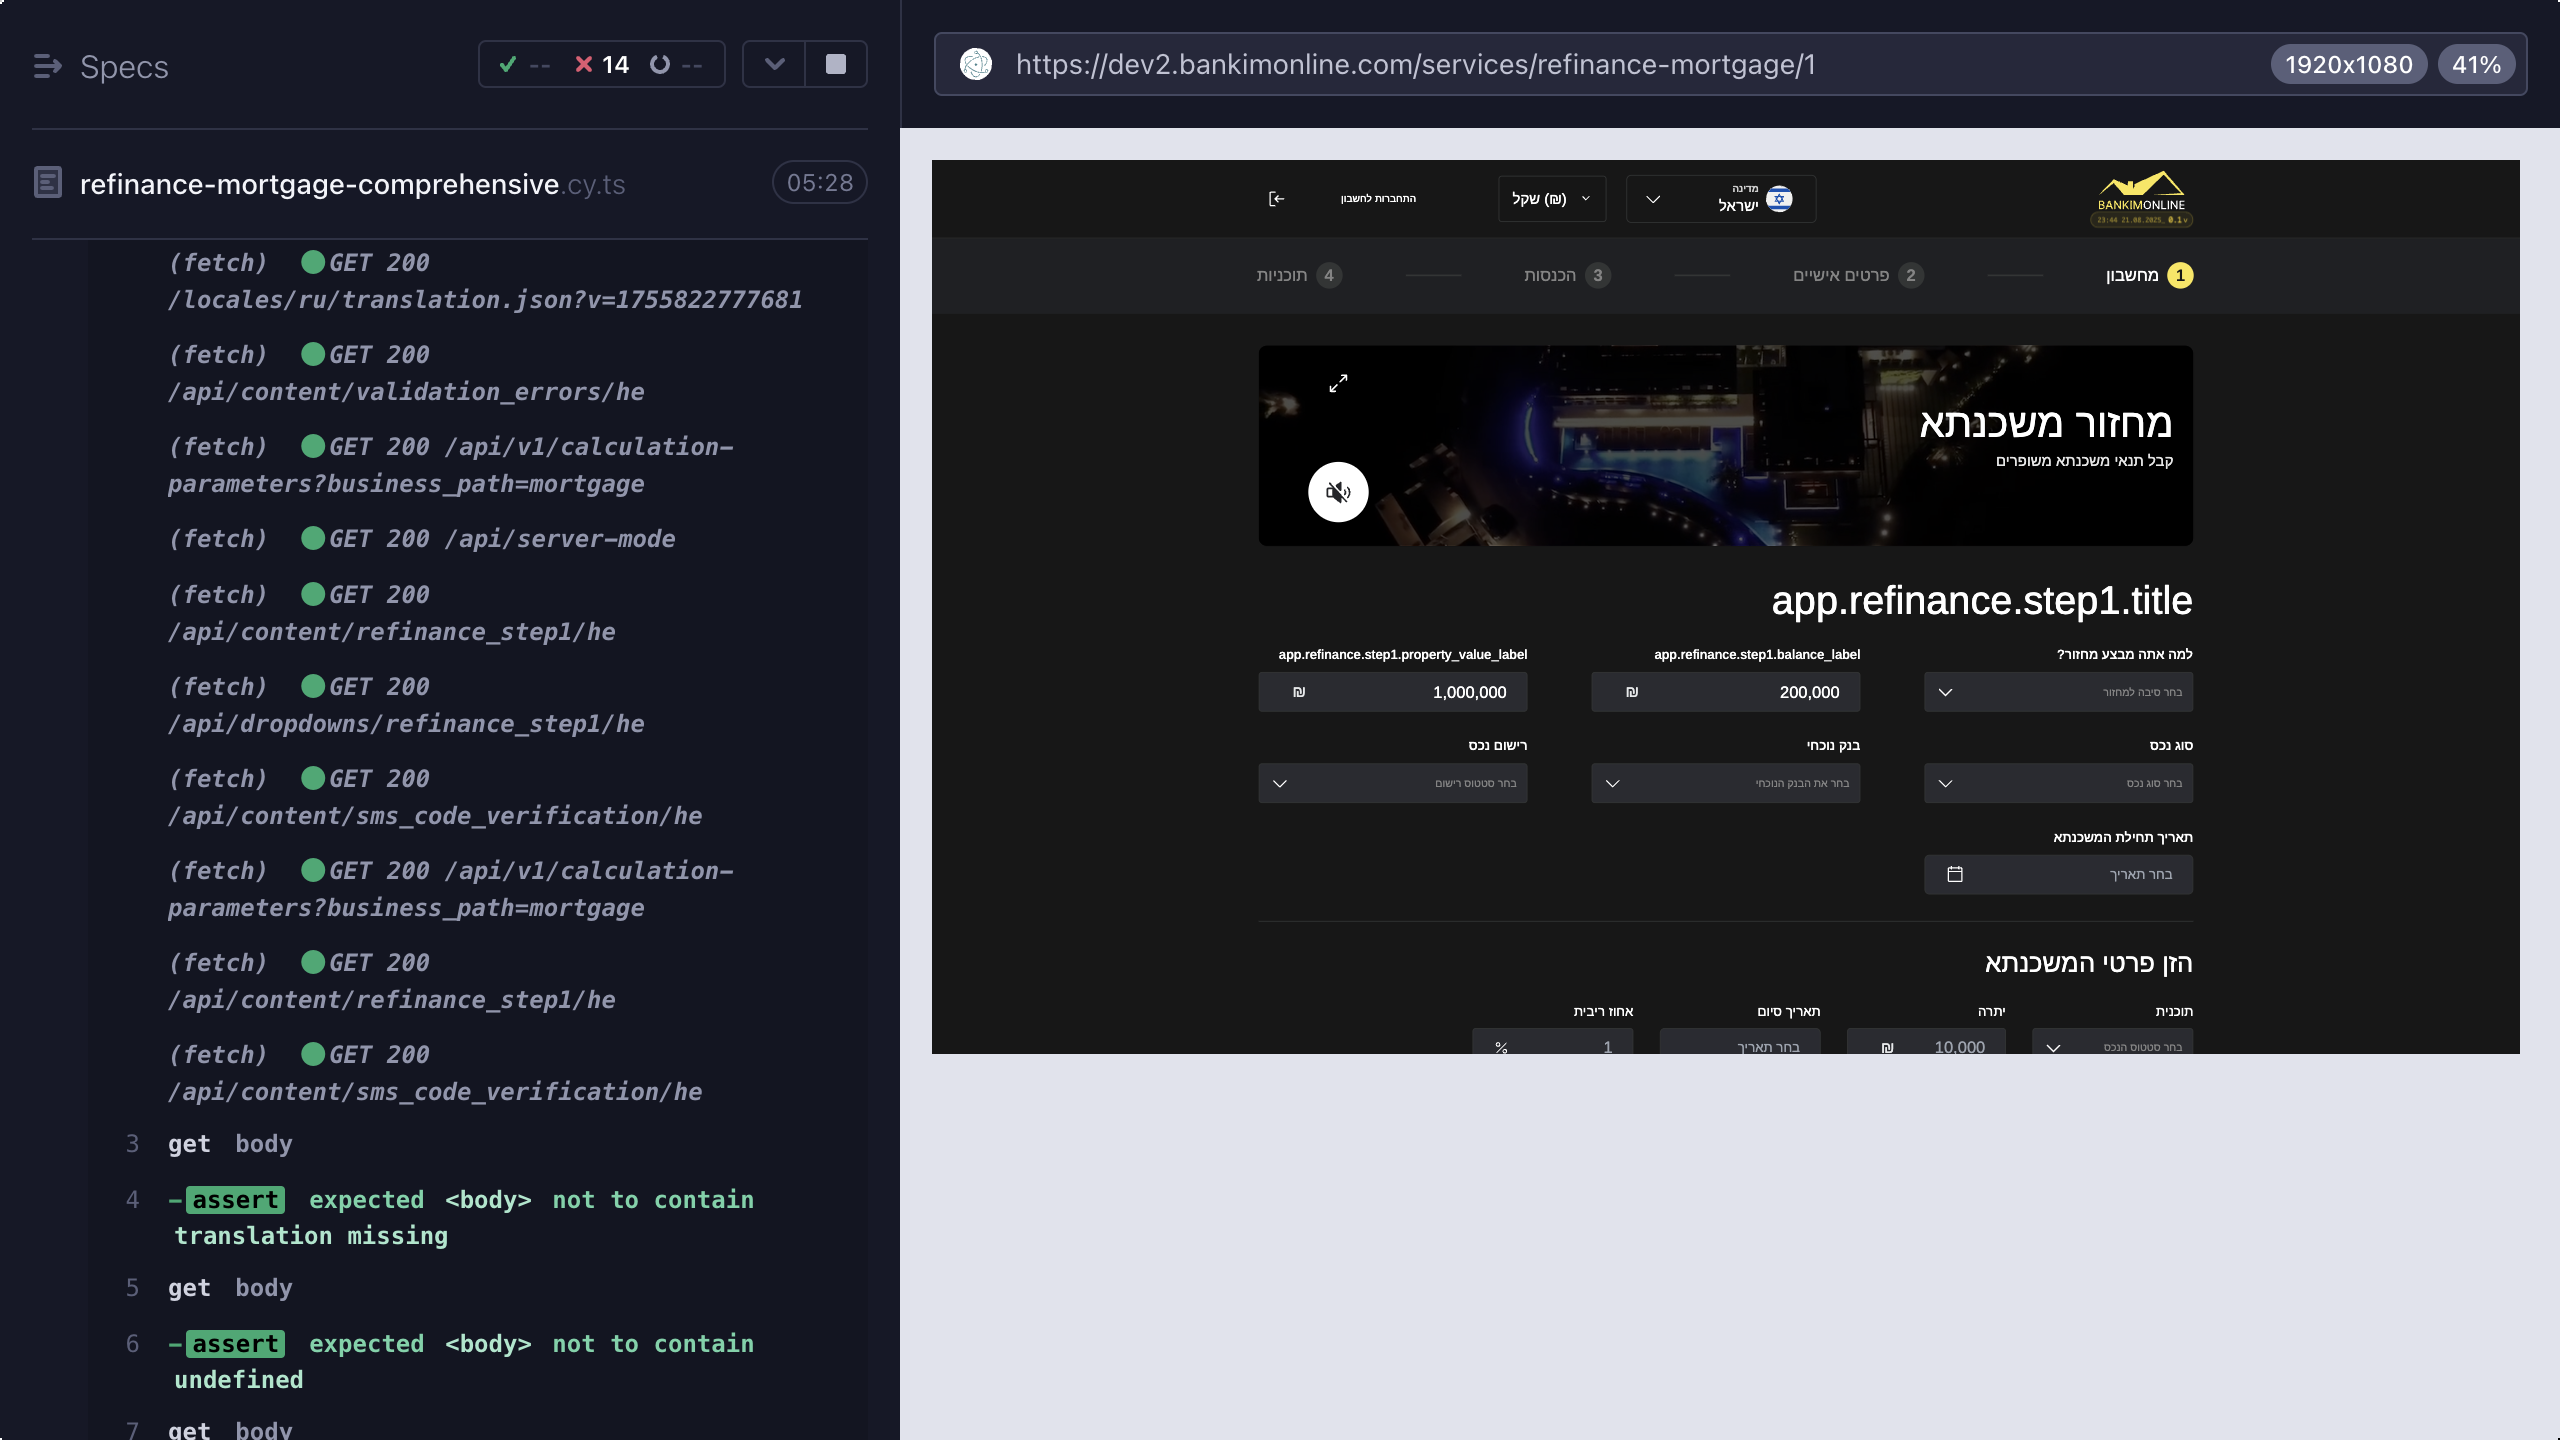 Specs
-- 14 --
https://dev2.bankimonline.com/services/refinance-mortgage/1
1920x1080 41%
refinance-mortgage-comprehensive.cy.ts 05:28
(fetch) GET 200
/locales/ru/translation.json?v=1755822777681
(fetch) GET 200
/api/content/validation_errors/he
(fetch) GET 200 /api/v1/calculation-
parameters?business_path=mortgage
(fetch) GET 200 /api/server-mode
(fetch) GET 200
/api/content/refinance_step1/he
(fetch) GET 200
/api/dropdowns/refinance_step1/he
(fetch) GET 200
/api/content/sms_code_verification/he
(fetch) GET 200 /api/v1/calculation-
parameters?business_path=mortgage
(fetch) GET 200
/api/content/refinance_step1/he
(fetch) GET 200
/api/content/sms_code_verification/he
3 get body
4 -assert expected <body> not to contain
translation missing
5 get body
6 -assert expected <body> not to contain
undefined
7 get body
BANKIMONLINE
23:44 21.08.2025, 0.1v
מדינה
ישראל
שקל (₪)
התחברות לחשבון
1 מחשבון
2 פרטים אישיים
3 הכנסות
4 תוכניות
מחזור משכנתא
קבל תנאי משכנתא משופרים
app.refinance.step1.title
למה אתה מבצע מחזור?
בחר סיבה למחזור
app.refinance.step1.balance_label
200,000 ₪
app.refinance.step1.property_value_label
1,000,000 ₪
סוג נכס
בחר סוג נכס
בנק נוכחי
בחר את הבנק הנוכחי
רישום נכס
בחר סטטוס רישום
תאריך תחילת המשכנתא
בחר תאריך
הזן פרטי המשכנתא
תוכנית
בחר סטטוס הנכס
יתרה
10,000 ₪
תאריך סיום
בחר תאריך
אחוז ריבית
1 %